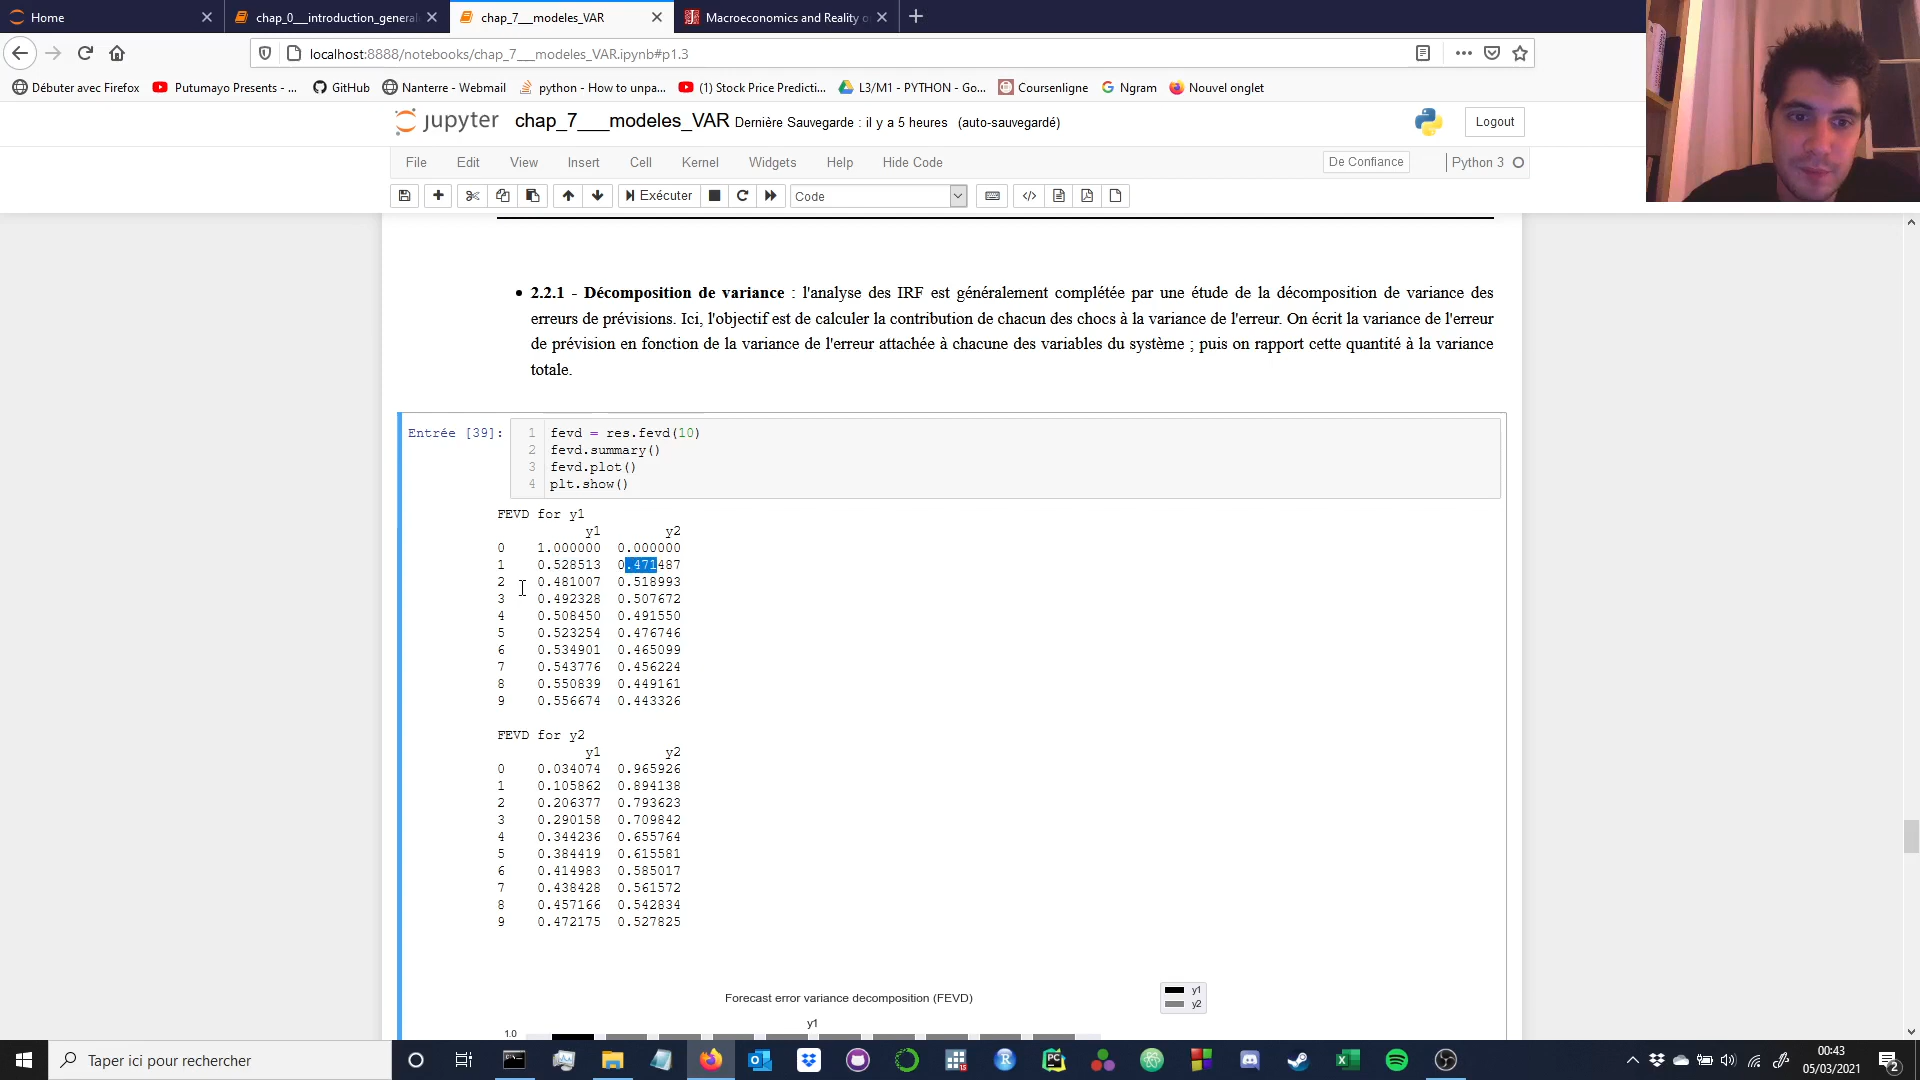 Home
chap_0__introduction_general
chap_7__modeles_VAR
Macroeconomics and Reality o
localhost:8888/notebooks/chap_7___modeles_VAR.ipynb#p1.3
Débuter avec Firefox
Putumayo Presents - ...
GitHub
Nanterre - Webmail
python - How to unpa...
(1) Stock Price Predicti...
L3/M1 - PYTHON - Go...
Coursenligne
Ngram
Nouvel onglet
jupyter chap_7___modeles_VAR Dernière Sauvegarde : il y a 5 heures (auto-sauvegardé)
Logout
File Edit View Insert Cell Kernel Widgets Help Hide Code
De Confiance
Python 3
Exécuter
Code
2.2.1 - Décomposition de variance : l'analyse des IRF est généralement complétée par une étude de la décomposition de variance des
erreurs de prévisions. Ici, l'objectif est de calculer la contribution de chacun des chocs à la variance de l'erreur. On écrit la variance de l'erreur
de prévision en fonction de la variance de l'erreur attachée à chacune des variables du système ; puis on rapport cette quantité à la variance
totale.
Entrée [39]:
1 fevd = res.fevd(10)
2 fevd.summary()
3 fevd.plot()
4 plt.show()
FEVD for y1
y1 y2
0 1.000000 0.000000
1 0.528513 0.471487
2 0.481007 0.518993
3 0.492328 0.507672
4 0.508450 0.491550
5 0.523254 0.476746
6 0.534901 0.465099
7 0.543776 0.456224
8 0.550839 0.449161
9 0.556674 0.443326
FEVD for y2
y1 y2
0 0.034074 0.965926
1 0.105862 0.894138
2 0.206377 0.793623
3 0.290158 0.709842
4 0.344236 0.655764
5 0.384419 0.615581
6 0.414983 0.585017
7 0.438428 0.561572
8 0.457166 0.542834
9 0.472175 0.527825
Forecast error variance decomposition (FEVD)
y1
y2
y1
1.0
Taper ici pour rechercher
00:43
05/03/2021
2